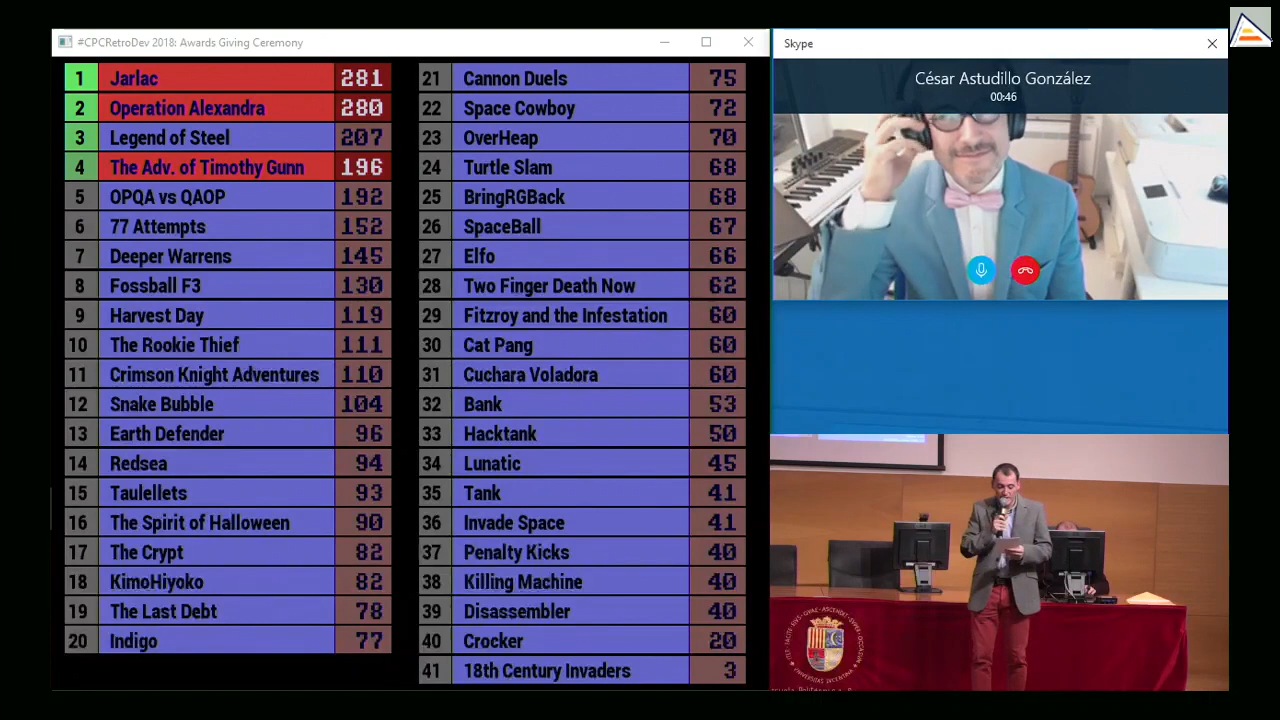 #CPCRetroDev 2018: Awards Giving Ceremony
1 Jarlac 281
2 Operation Alexandra 280
3 Legend of Steel 207
4 The Adv. of Timothy Gunn 196
5 OPQA vs QAOP 192
6 77 Attempts 152
7 Deeper Warrens 145
8 Fossball F3 130
9 Harvest Day 119
10 The Rookie Thief 111
11 Crimson Knight Adventures 110
12 Snake Bubble 104
13 Earth Defender 96
14 Redsea 94
15 Taulellets 93
16 The Spirit of Halloween 90
17 The Crypt 82
18 KimoHiyoko 82
19 The Last Debt 78
20 Indigo 77
21 Cannon Duels 75
22 Space Cowboy 72
23 OverHeap 70
24 Turtle Slam 68
25 BringRGBack 68
26 SpaceBall 67
27 Elfo 66
28 Two Finger Death Now 62
29 Fitzroy and the Infestation 60
30 Cat Pang 60
31 Cuchara Voladora 60
32 Bank 53
33 Hacktank 50
34 Lunatic 45
35 Tank 41
36 Invade Space 41
37 Penalty Kicks 40
38 Killing Machine 40
39 Disassembler 40
40 Crocker 20
41 18th Century Invaders 3
Skype
César Astudillo González
00:46